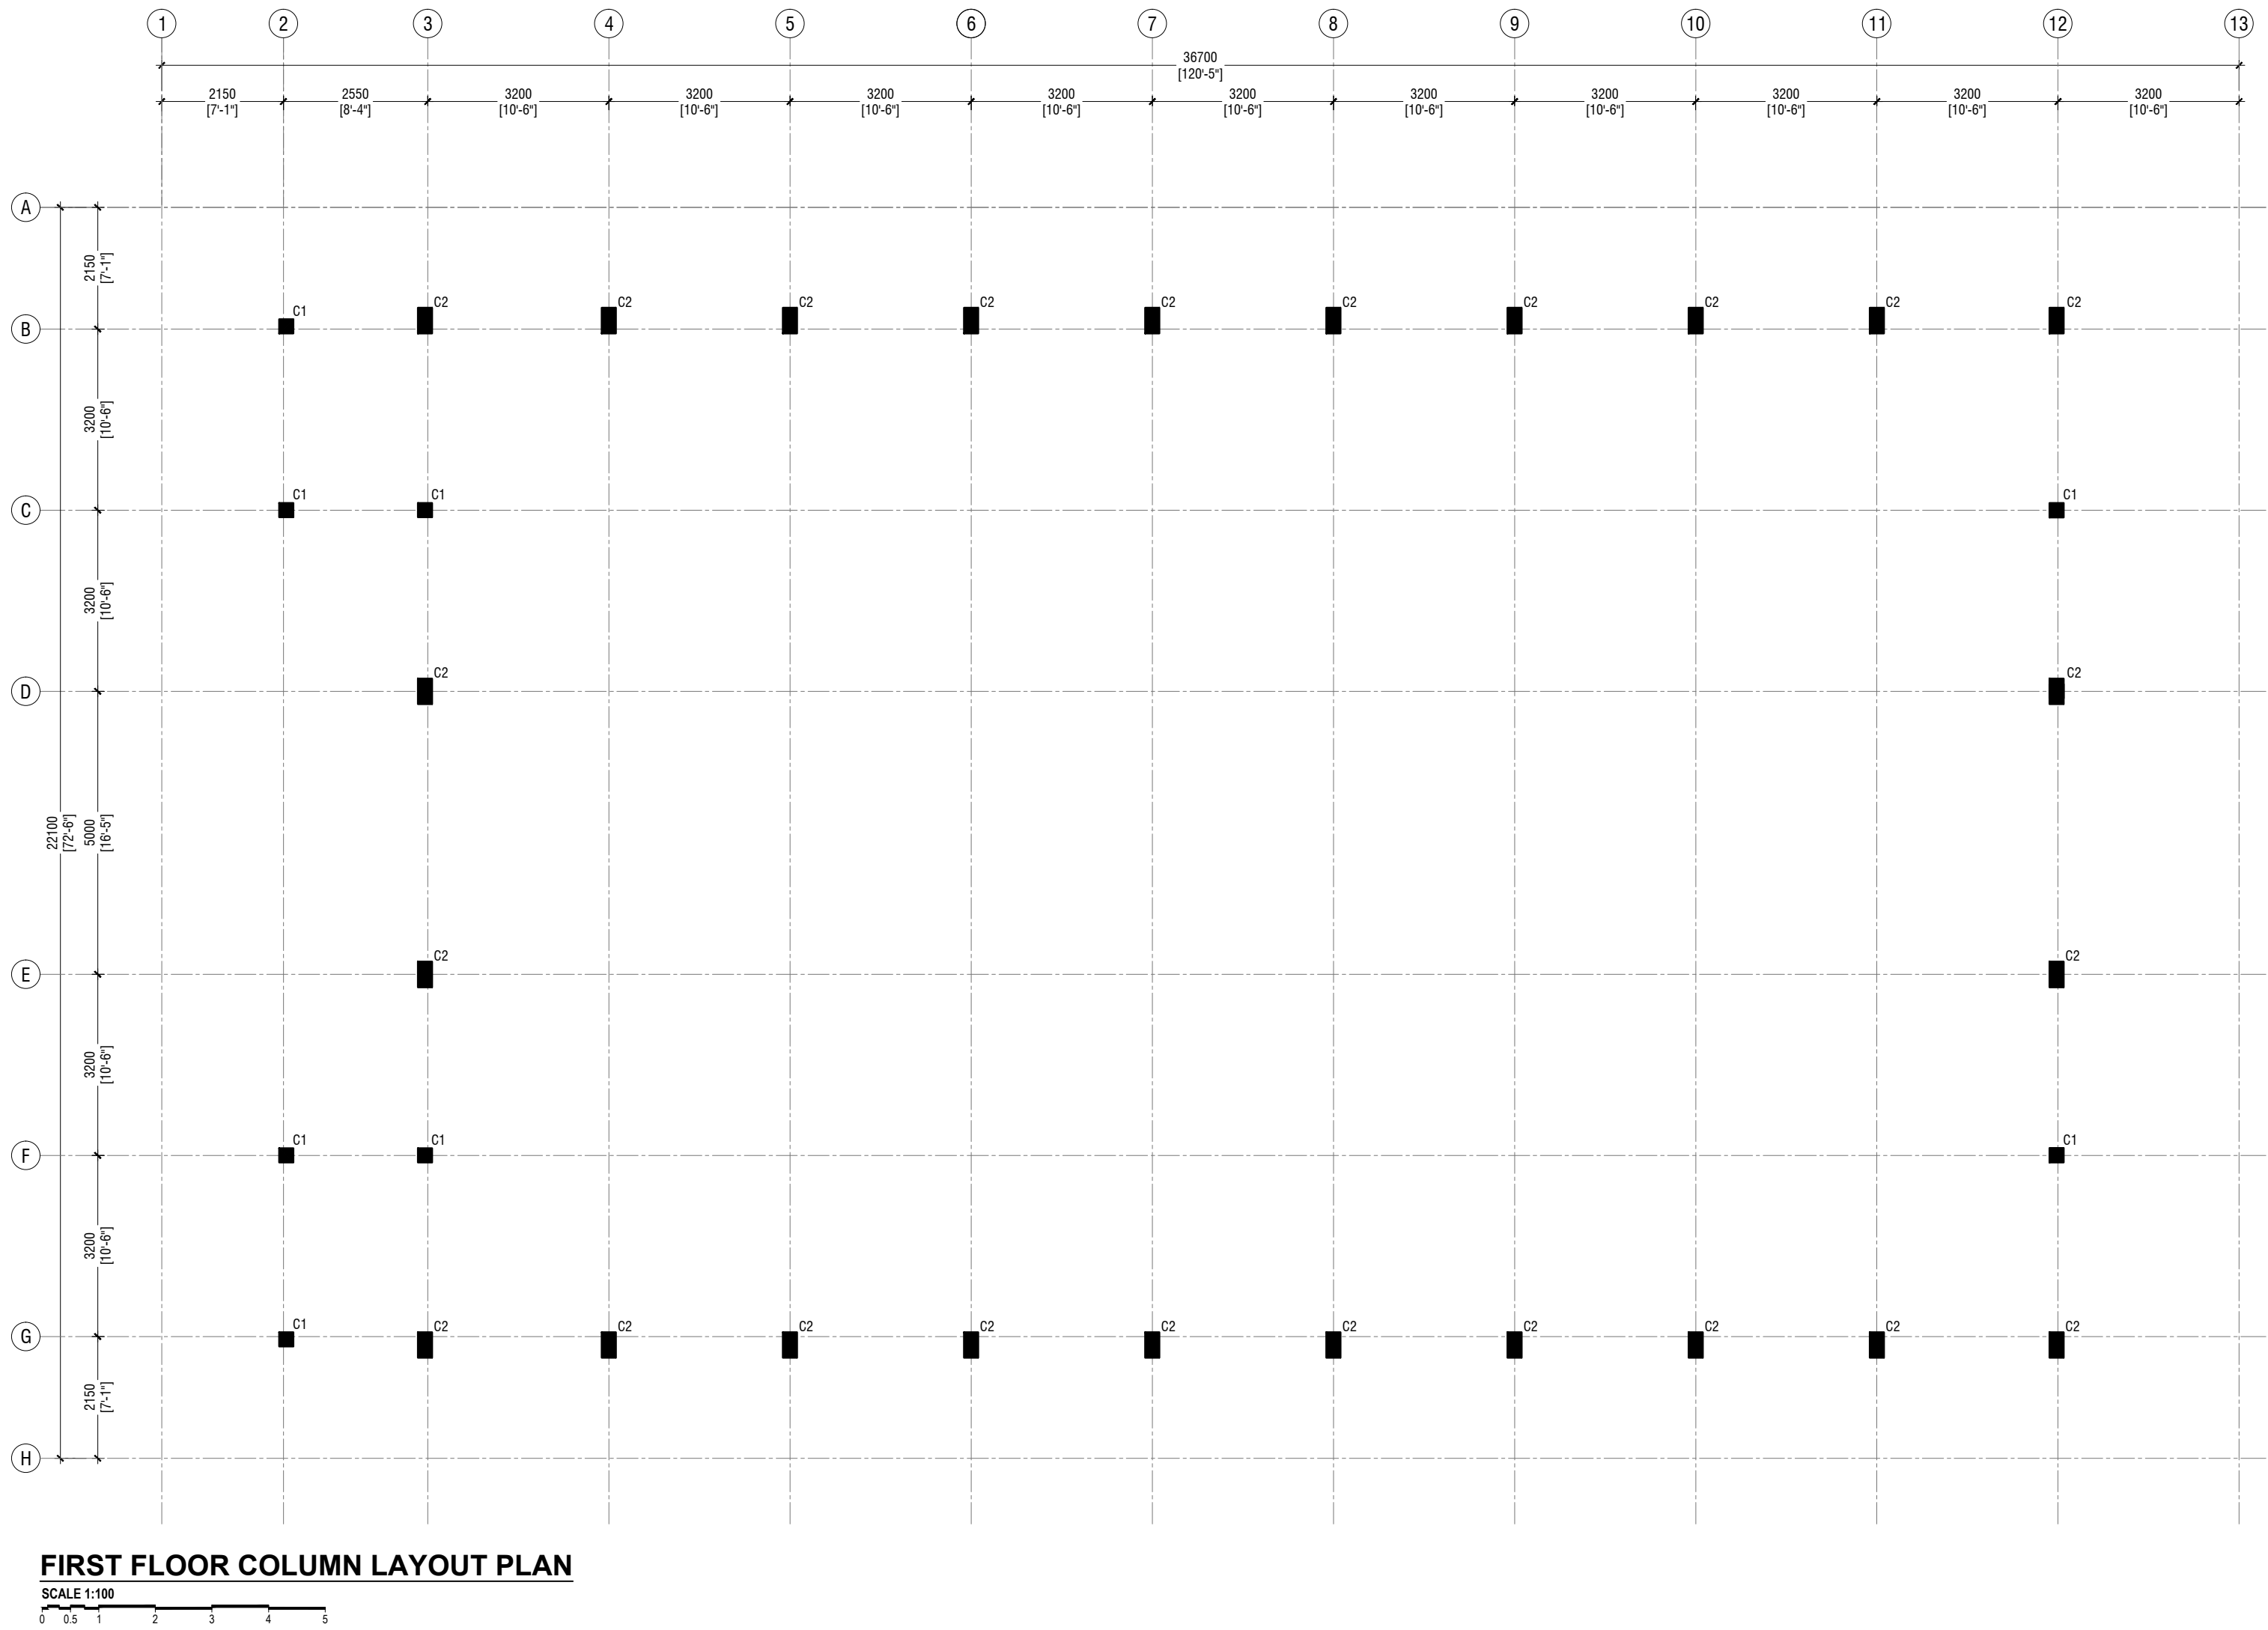 1 2 3 4 5 6 7 8 9 10 11 12 13
36700
[120'-5"]
2150 2550 3200 3200 3200 3200 3200 3200 3200 3200 3200 3200
[7'-1"] [8'-4"] [10'-6"] [10'-6"] [10'-6"] [10'-6"] [10'-6"] [10'-6"] [10'-6"] [10'-6"] [10'-6"] [10'-6"]
A
2150
[7'-1"]
C1 C2 C2 C2 C2 C2 C2 C2 C2 C2 C2
B
3200
[10'-6"]
C1 C1 C1
C
3200
[10'-6"]
C2 C2
D
22100
[72'-6"]
5000
[16'-5"]
C2 C2
E
3200
[10'-6"]
C1 C1 C1
F
3200
[10'-6"]
C1 C2 C2 C2 C2 C2 C2 C2 C2 C2 C2
G
2150
[7'-1"]
H
FIRST FLOOR COLUMN LAYOUT PLAN
SCALE 1:100
0 0.5 1 2 3 4 5